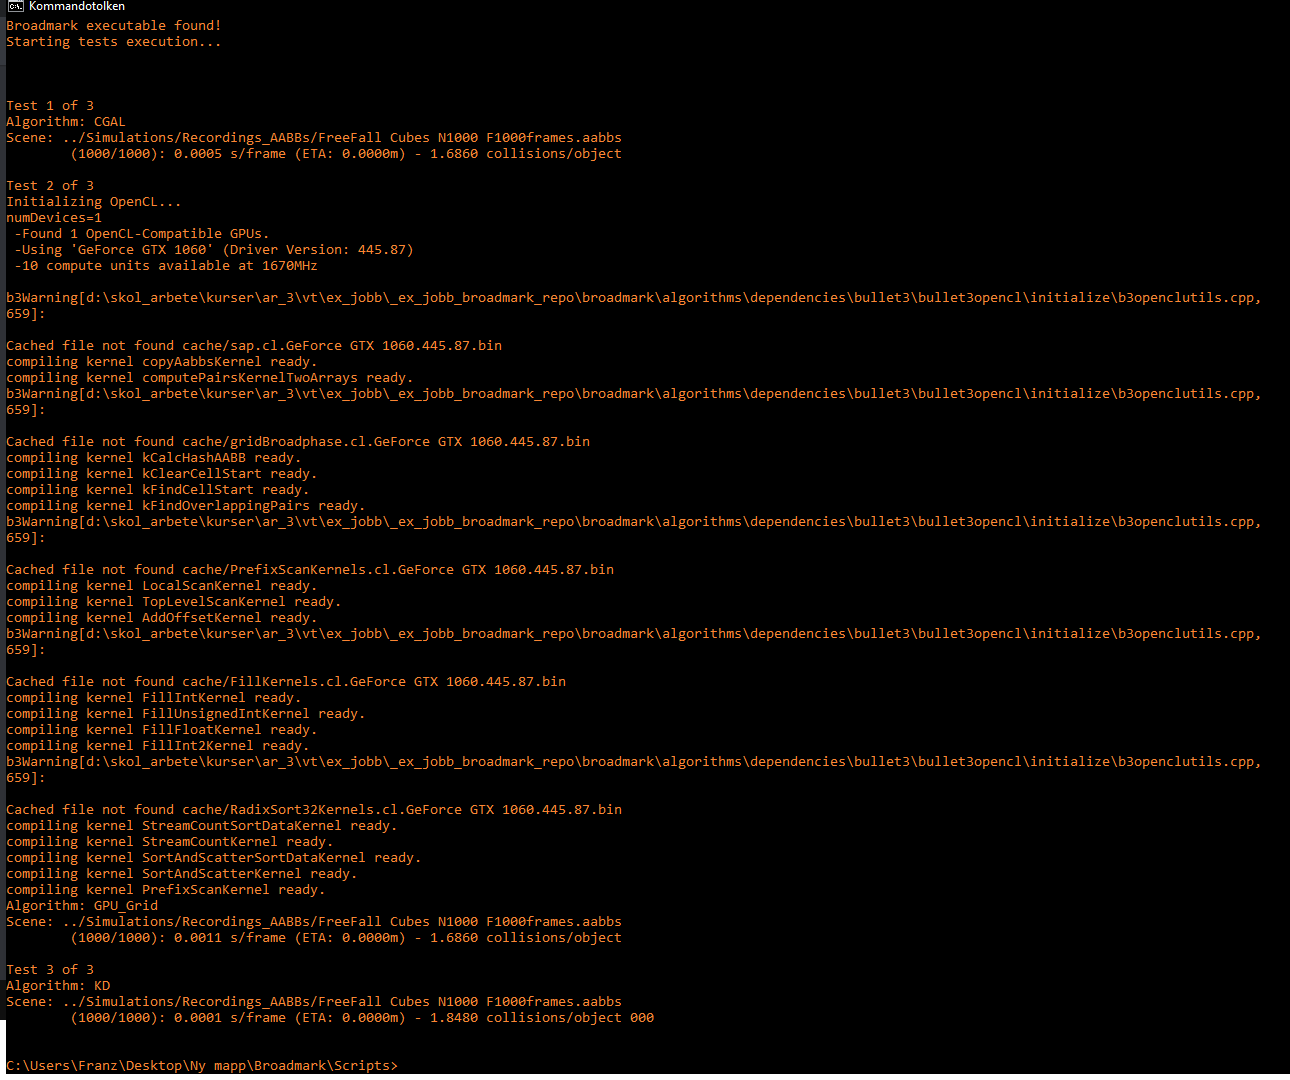 Kommandotolken
Broadmark executable found!
Starting tests execution...
Test 1 of 3
Algorithm: CGAL
Scene: ../Simulations/Recordings_AABBs/FreeFall Cubes N1000 F1000frames.aabbs
(1000/1000): 0.0005 s/frame (ETA: 0.0000m) - 1.6860 collisions/object
Test 2 of 3
Initializing OpenCL...
numDevices=1
-Found 1 OpenCL-Compatible GPUs.
-Using 'GeForce GTX 1060' (Driver Version: 445.87)
-10 compute units available at 1670MHz
b3Warning[d:\skol_arbete\kurser\ar_3\vt\ex_jobb\_ex_jobb_broadmark_repo\broadmark\algorithms\dependencies\bullet3\bullet3opencl\initialize\b3openclutils.cpp,
659]:
Cached file not found cache/sap.cl.GeForce GTX 1060.445.87.bin
compiling kernel copyAabbsKernel ready.
compiling kernel computePairsKernelTwoArrays ready.
b3Warning[d:\skol_arbete\kurser\ar_3\vt\ex_jobb\_ex_jobb_broadmark_repo\broadmark\algorithms\dependencies\bullet3\bullet3opencl\initialize\b3openclutils.cpp,
659]:
Cached file not found cache/gridBroadphase.cl.GeForce GTX 1060.445.87.bin
compiling kernel kCalcHashAABB ready.
compiling kernel kClearCellStart ready.
compiling kernel kFindCellStart ready.
compiling kernel kFindOverlappingPairs ready.
b3Warning[d:\skol_arbete\kurser\ar_3\vt\ex_jobb\_ex_jobb_broadmark_repo\broadmark\algorithms\dependencies\bullet3\bullet3opencl\initialize\b3openclutils.cpp,
659]:
Cached file not found cache/PrefixScanKernels.cl.GeForce GTX 1060.445.87.bin
compiling kernel LocalScanKernel ready.
compiling kernel TopLevelScanKernel ready.
compiling kernel AddOffsetKernel ready.
b3Warning[d:\skol_arbete\kurser\ar_3\vt\ex_jobb\_ex_jobb_broadmark_repo\broadmark\algorithms\dependencies\bullet3\bullet3opencl\initialize\b3openclutils.cpp,
659]:
Cached file not found cache/FillKernels.cl.GeForce GTX 1060.445.87.bin
compiling kernel FillIntKernel ready.
compiling kernel FillUnsignedIntKernel ready.
compiling kernel FillFloatKernel ready.
compiling kernel FillInt2Kernel ready.
b3Warning[d:\skol_arbete\kurser\ar_3\vt\ex_jobb\_ex_jobb_broadmark_repo\broadmark\algorithms\dependencies\bullet3\bullet3opencl\initialize\b3openclutils.cpp,
659]:
Cached file not found cache/RadixSort32Kernels.cl.GeForce GTX 1060.445.87.bin
compiling kernel StreamCountSortDataKernel ready.
compiling kernel StreamCountKernel ready.
compiling kernel SortAndScatterSortDataKernel ready.
compiling kernel SortAndScatterKernel ready.
compiling kernel PrefixScanKernel ready.
Algorithm: GPU_Grid
Scene: ../Simulations/Recordings_AABBs/FreeFall Cubes N1000 F1000frames.aabbs
(1000/1000): 0.0011 s/frame (ETA: 0.0000m) - 1.6860 collisions/object
Test 3 of 3
Algorithm: KD
Scene: ../Simulations/Recordings_AABBs/FreeFall Cubes N1000 F1000frames.aabbs
(1000/1000): 0.0001 s/frame (ETA: 0.0000m) - 1.8480 collisions/object 000
C:\Users\Franz\Desktop\Ny mapp\Broadmark\Scripts>